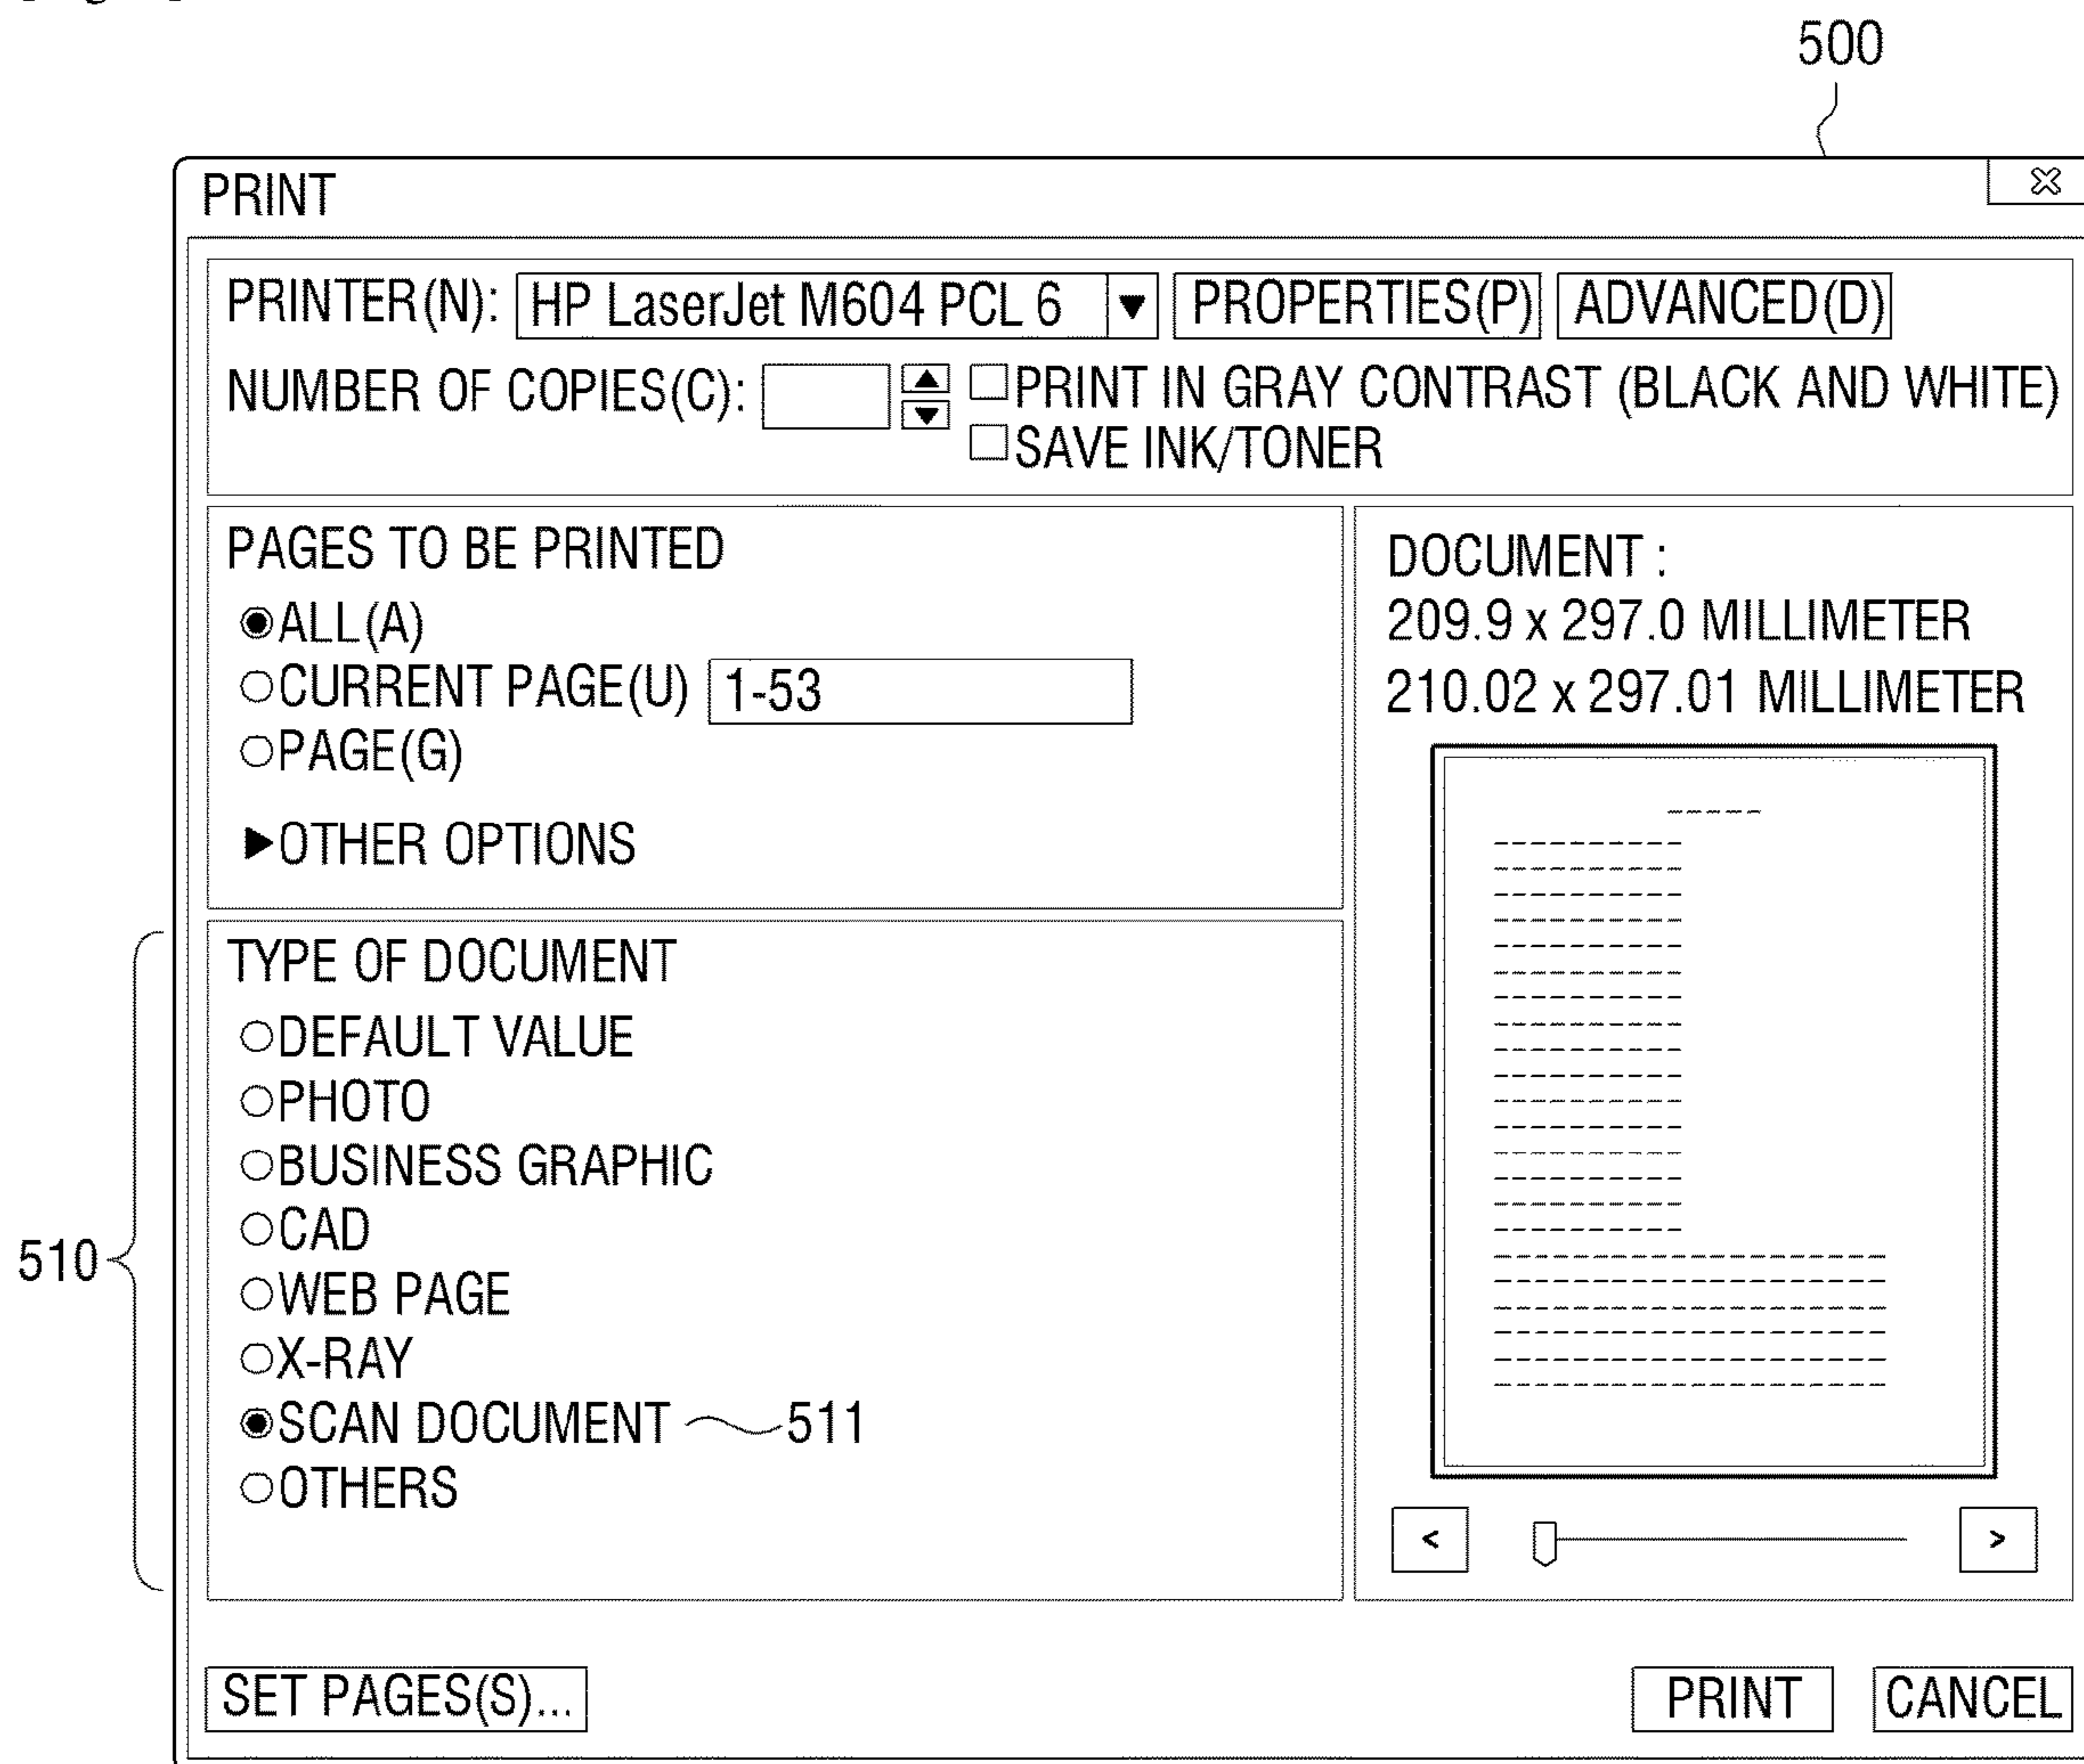 500
PRINT
PRINTER(N): HP LaserJet M604 PCL 6 ▼ PROPERTIES(P) ADVANCED(D)
NUMBER OF COPIES(C): PRINT IN GRAY CONTRAST (BLACK AND WHITE)
SAVE INK/TONER
PAGES TO BE PRINTED
ALL(A)
CURRENT PAGE(U) 1-53
PAGE(G)
▶OTHER OPTIONS
DOCUMENT :
209.9 x 297.0 MILLIMETER
210.02 x 297.01 MILLIMETER
510
TYPE OF DOCUMENT
DEFAULT VALUE
PHOTO
BUSINESS GRAPHIC
CAD
WEB PAGE
X-RAY
SCAN DOCUMENT 511
OTHERS
< >
SET PAGES(S)... PRINT CANCEL